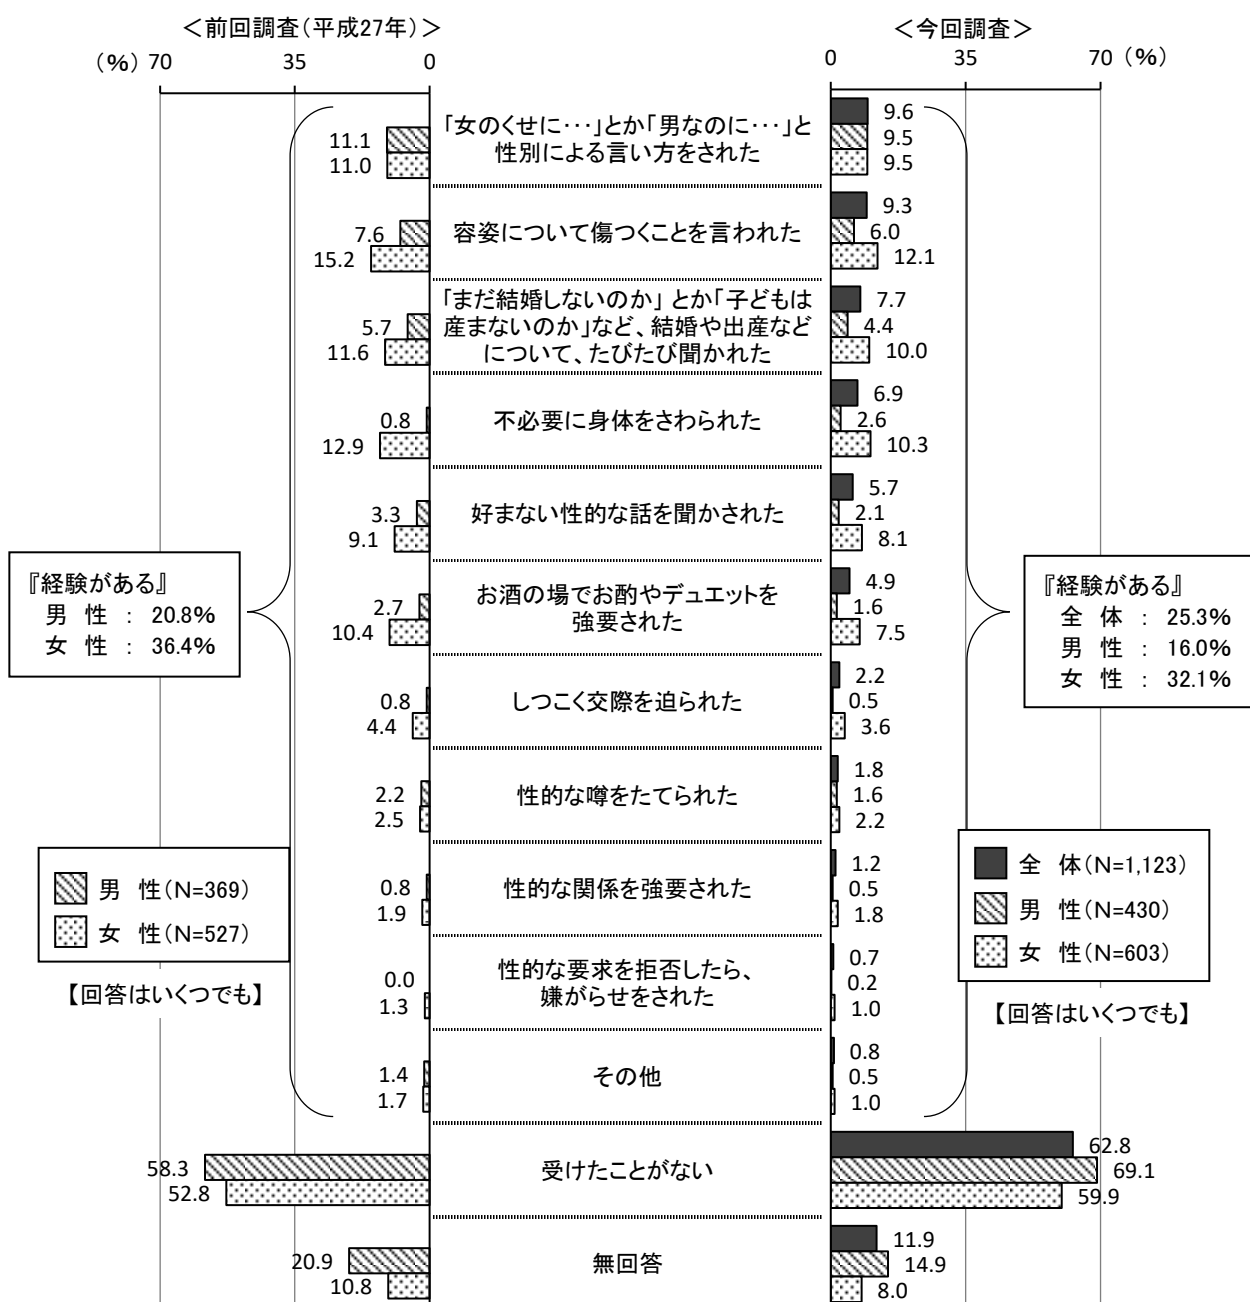 ＜前回調査（平成27年）＞
（％） 70 35 0
＜今回調査＞
0 35 70 （％）
「女のくせに・・・」とか「男なのに・・・」と
性別による言い方をされた
11.1
11.0
9.6
9.5
9.5
容姿について傷つくことを言われた
7.6
15.2
9.3
6.0
12.1
「まだ結婚しないのか」 とか「子どもは
産まないのか」など、結婚や出産など
について、たびたび聞かれた
5.7
11.6
7.7
4.4
10.0
不必要に身体をさわられた
0.8
12.9
6.9
2.6
10.3
好まない性的な話を聞かされた
3.3
9.1
5.7
2.1
8.1
お酒の場でお酌やデュエットを
強要された
2.7
10.4
4.9
1.6
7.5
しつこく交際を迫られた
0.8
4.4
2.2
0.5
3.6
性的な噂をたてられた
2.2
2.5
1.8
1.6
2.2
性的な関係を強要された
0.8
1.9
1.2
0.5
1.8
性的な要求を拒否したら、
嫌がらせをされた
0.0
1.3
0.7
0.2
1.0
その他
1.4
1.7
0.8
0.5
1.0
受けたことがない
58.3
52.8
62.8
69.1
59.9
無回答
20.9
10.8
11.9
14.9
8.0
『経験がある』
男 性 ： 20.8％
女 性 ： 36.4％
『経験がある』
全 体 ： 25.3％
男 性 ： 16.0％
女 性 ： 32.1％
男 性（N=369）
女 性（N=527）
【回答はいくつでも】
全 体（N=1,123）
男 性（N=430）
女 性（N=603）
【回答はいくつでも】